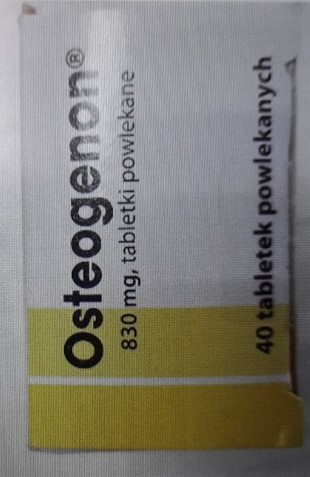 Osteogenon®
830 mg, tabletki powlekane
40 tabletek powlekanych